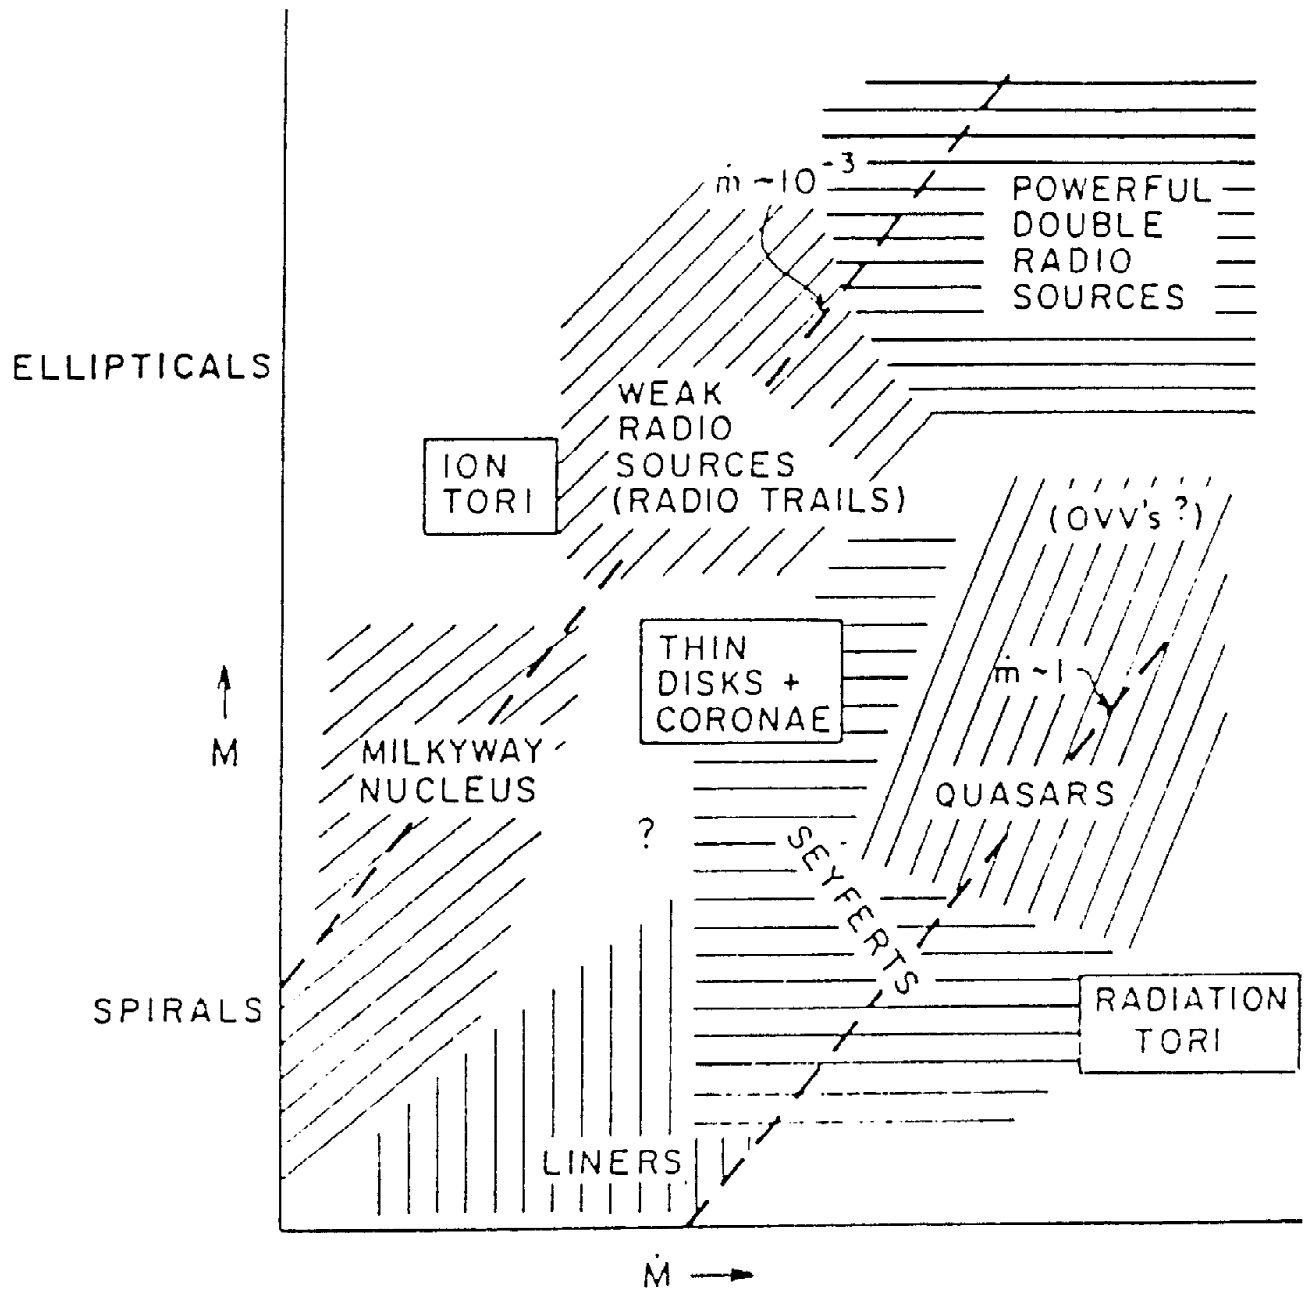 ṁ ~10⁻³
POWERFUL
DOUBLE
RADIO
SOURCES
ELLIPTICALS
WEAK
RADIO
SOURCES
(RADIO TRAILS)
ION
TORI
(OVV's ?)
THIN
DISKS +
CORONAE
ṁ ~1
M
MILKYWAY
NUCLEUS
QUASARS
?
SEYFERTS
SPIRALS
RADIATION
TORI
LINERS
Ṁ